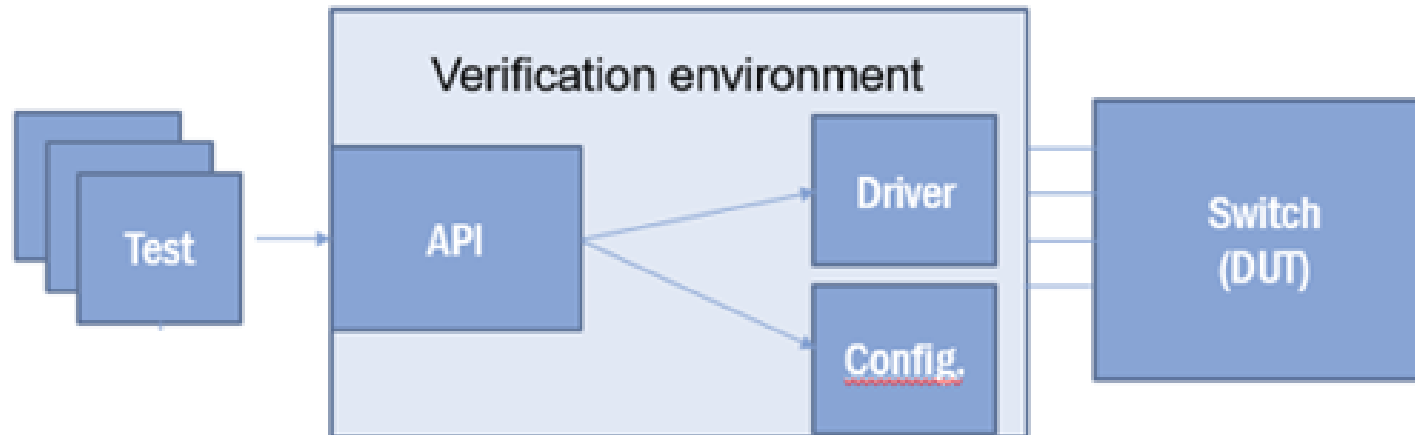 Verification environment
Test
API
Driver
Config.
Switch
(DUT)